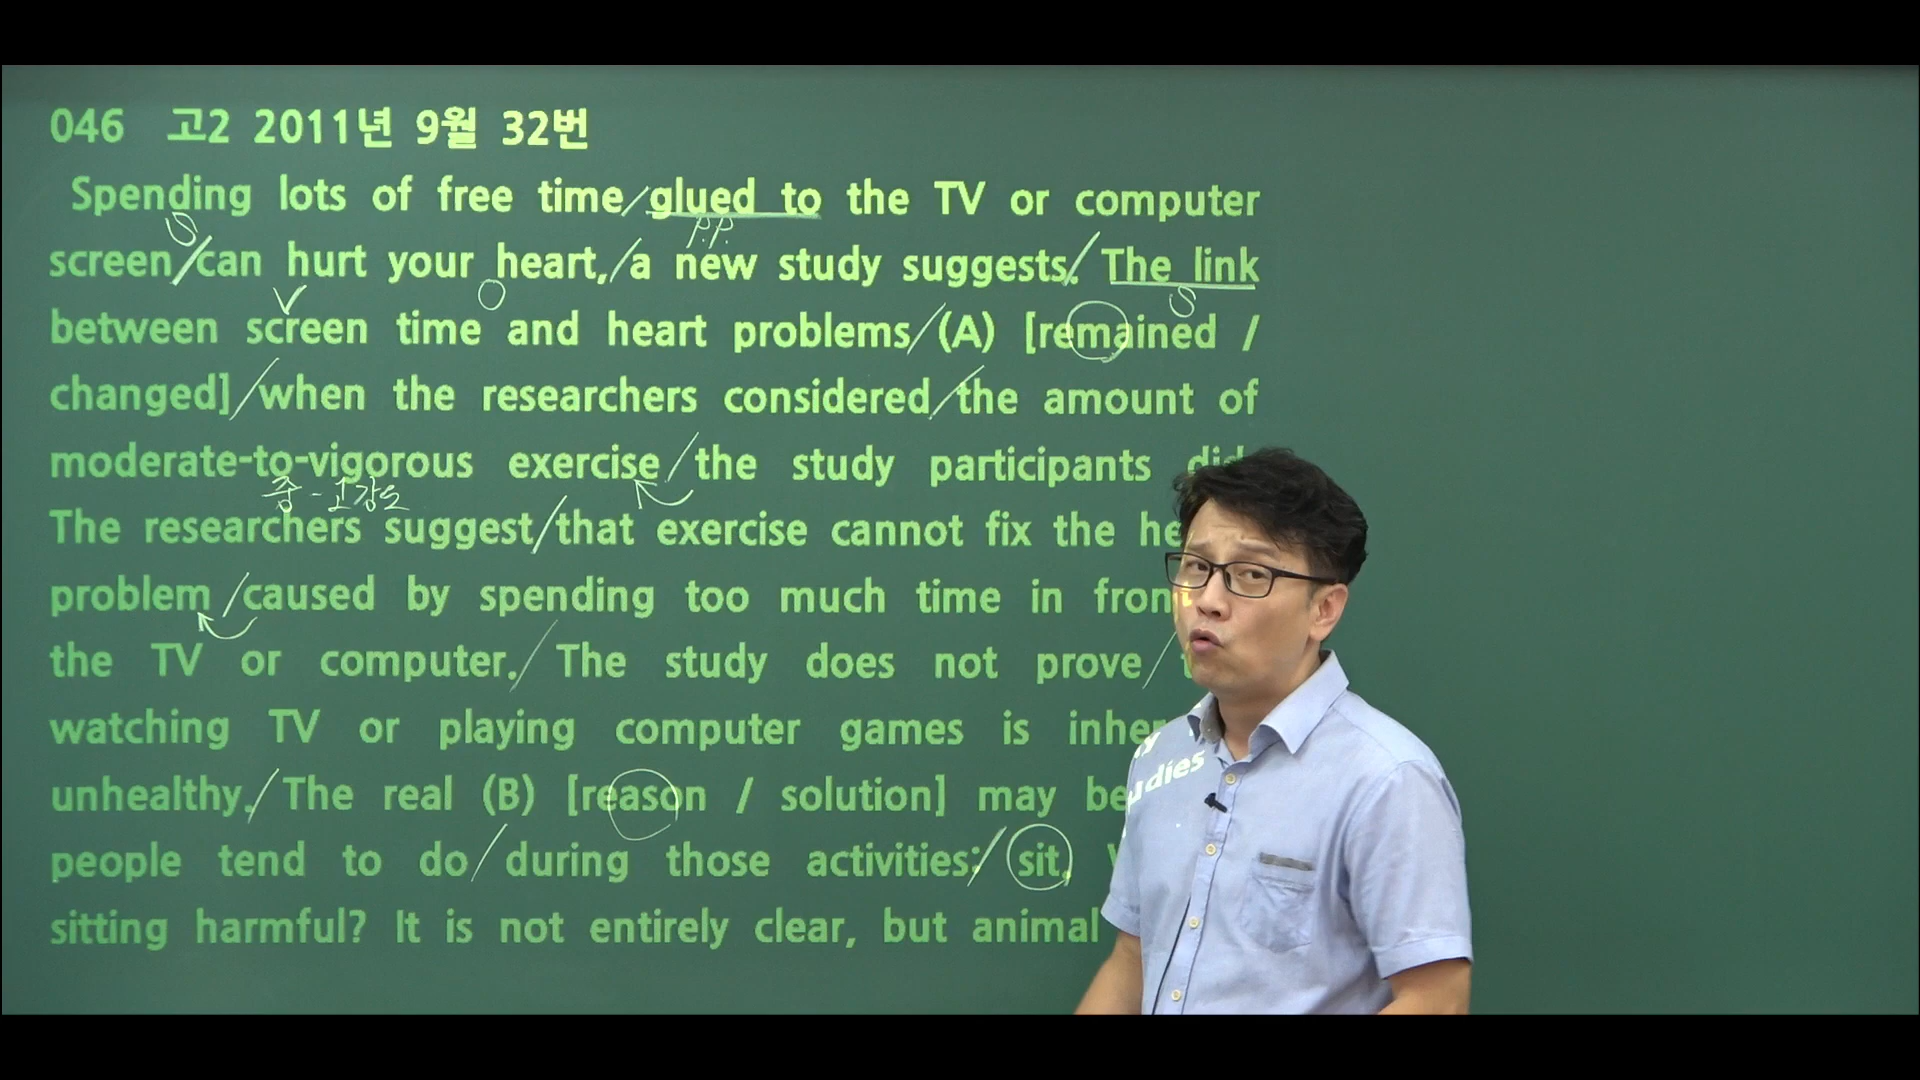 046 고2 2011년 9월 32번
Spending lots of free time / glued to the TV or computer
S P.P.
screen / can hurt your heart, / a new study suggests. / The link
V O S
between screen time and heart problems / (A) [remained /
changed] / when the researchers considered / the amount of
moderate-to-vigorous exercise / the study participants did
중-고강도
The researchers suggest / that exercise cannot fix the
problem / caused by spending too much time in
the TV or computer. / The study does not prove /
watching TV or playing computer games is
unhealthy. / The real (B) [reason / solution] may be
people tend to do / during those activities: / sit,
sitting harmful? It is not entirely clear, but animal